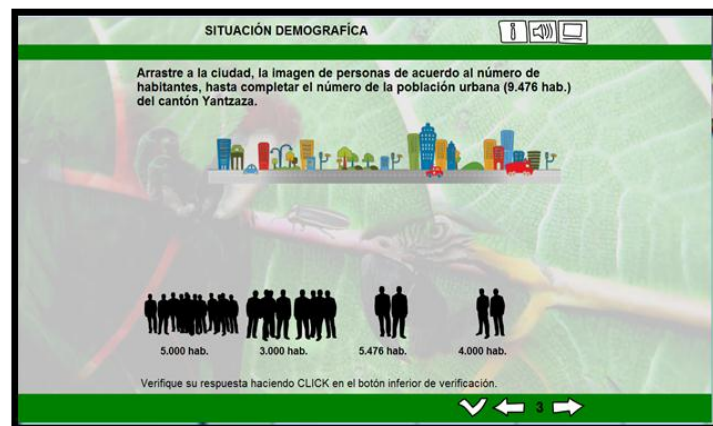 SITUACIÓN DEMOGRAFÍCA
Arrastre a la ciudad, la imagen de personas de acuerdo al número de
habitantes, hasta completar el número de la población urbana (9.476 hab.)
del cantón Yantzaza.
5.000 hab. 3.000 hab. 5.476 hab. 4.000 hab.
Verifique su respuesta haciendo CLICK en el botón inferior de verificación.
3